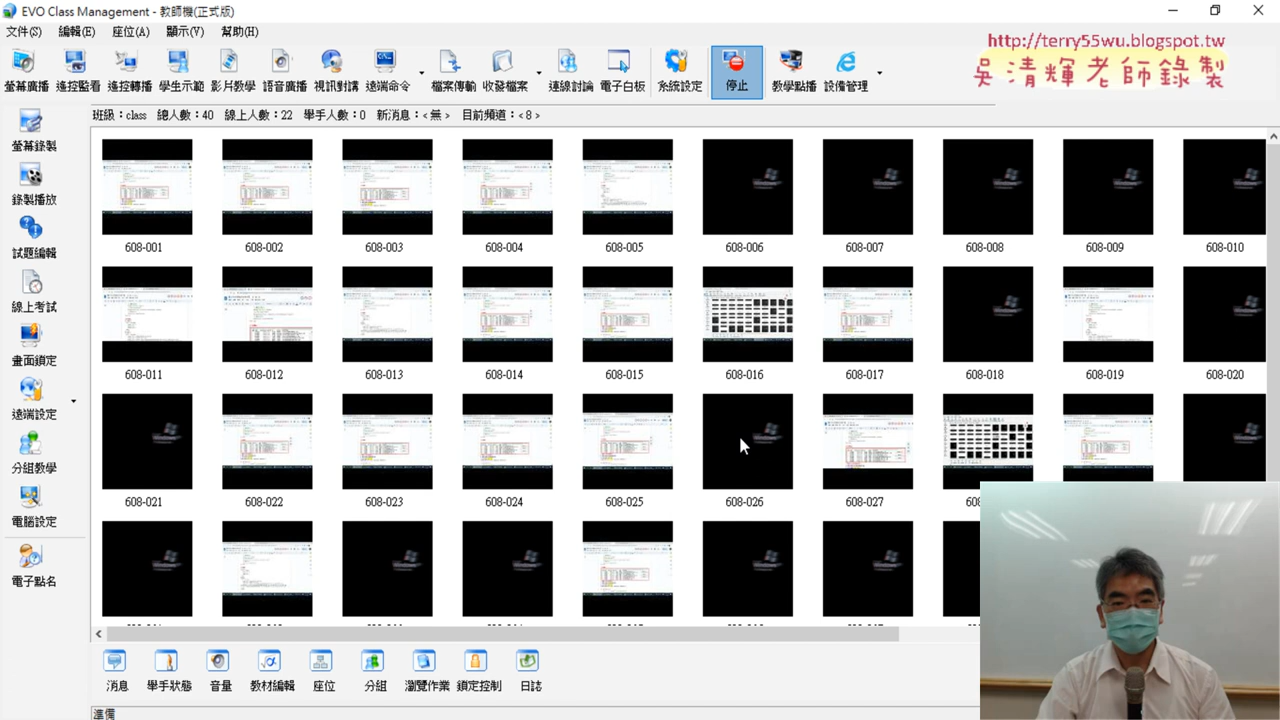 EVO Class Management - 教師機(正式版)
文件(S) 編輯(E) 座位(A) 顯示(V) 幫助(H)
http://terry55wu.blogspot.tw
吳清輝老師錄製
螢幕廣播 遙控監看 遙控轉播 學生示範 影片教學 語音廣播 視訊對講 遠端命令 檔案傳輸 收發檔案 連線討論 電子白板 系統設定 停止 教學點播 設備管理
班級：class 總人數：40 線上人數：22 舉手人數：0 新消息：<無> 目前頻道：<8>
螢幕錄製
錄製播放
試題編輯
線上考試
畫面鎖定
遠端設定
分組教學
電腦設定
電子點名
608-001 608-002 608-003 608-004 608-005 608-006 608-007 608-008 608-009 608-010
608-011 608-012 608-013 608-014 608-015 608-016 608-017 608-018 608-019 608-020
608-021 608-022 608-023 608-024 608-025 608-026 608-027
消息 舉手狀態 音量 教材編輯 座位 分組 瀏覽作業 鎖定控制 日誌
準備